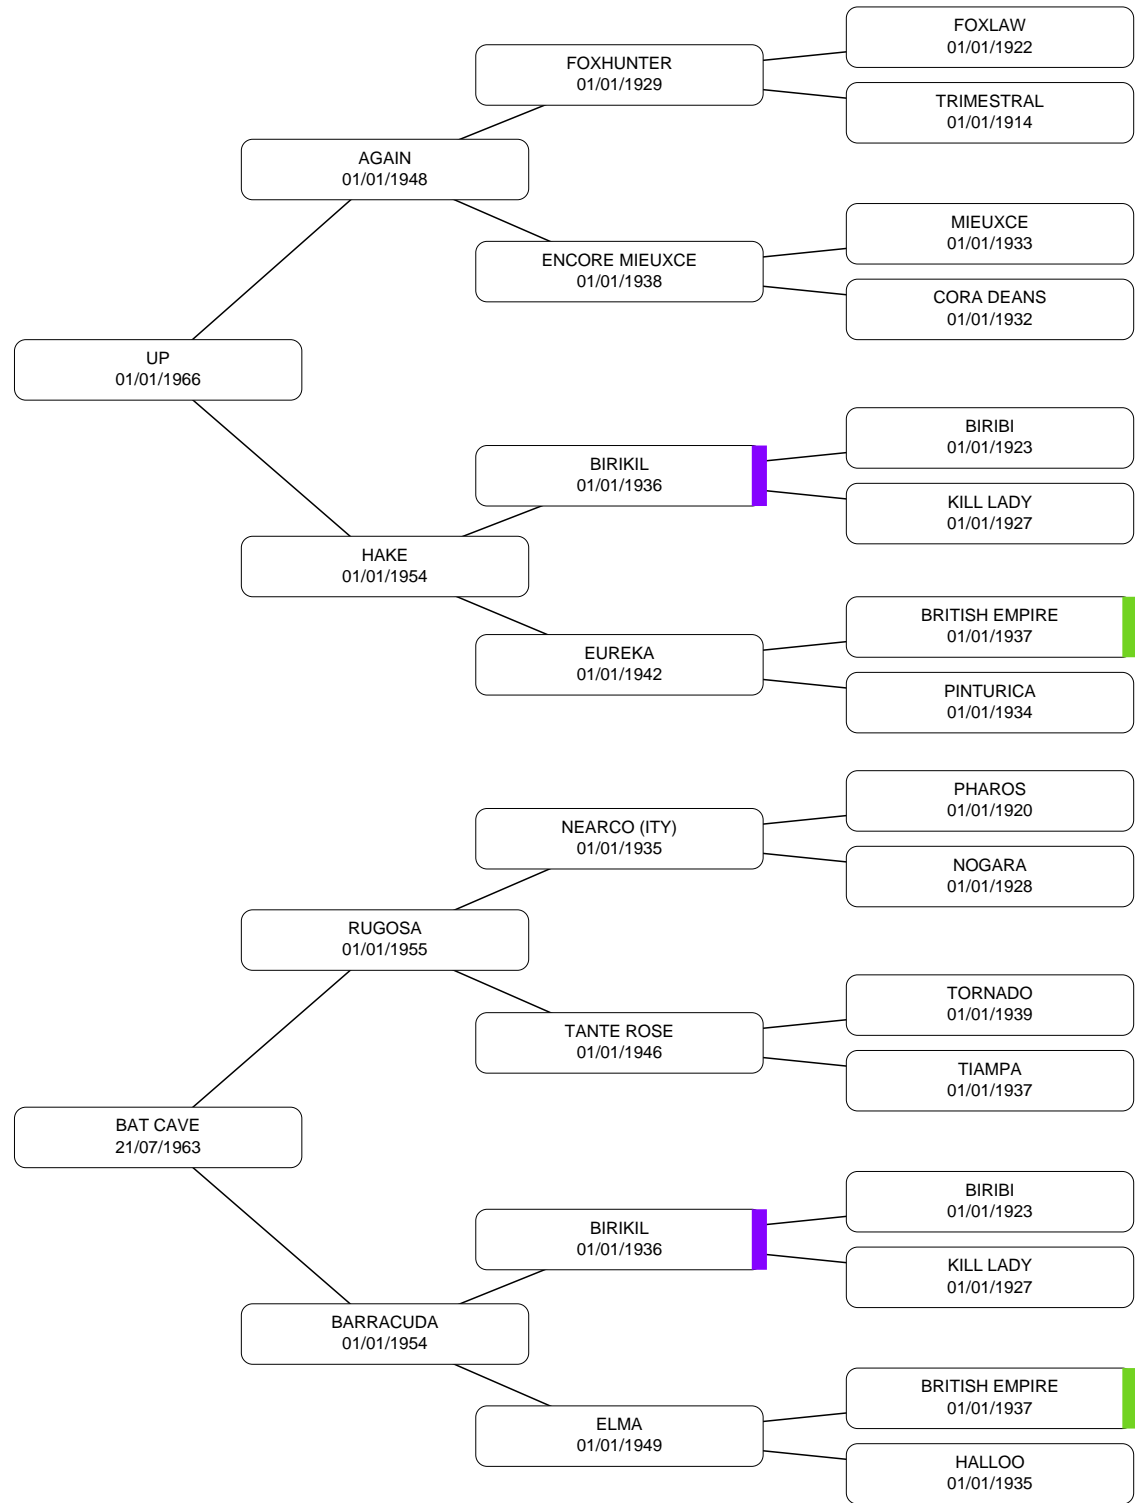 FOXLAW
01/01/1922
FOXHUNTER
01/01/1929
TRIMESTRAL
01/01/1914
AGAIN
01/01/1948
MIEUXCE
01/01/1933
ENCORE MIEUXCE
01/01/1938
CORA DEANS
01/01/1932
UP
01/01/1966
BIRIBI
01/01/1923
BIRIKIL
01/01/1936
KILL LADY
01/01/1927
HAKE
01/01/1954
BRITISH EMPIRE
01/01/1937
EUREKA
01/01/1942
PINTURICA
01/01/1934
PHAROS
01/01/1920
NEARCO (ITY)
01/01/1935
NOGARA
01/01/1928
RUGOSA
01/01/1955
TORNADO
01/01/1939
TANTE ROSE
01/01/1946
TIAMPA
01/01/1937
BAT CAVE
21/07/1963
BIRIBI
01/01/1923
BIRIKIL
01/01/1936
KILL LADY
01/01/1927
BARRACUDA
01/01/1954
BRITISH EMPIRE
01/01/1937
ELMA
01/01/1949
HALLOO
01/01/1935